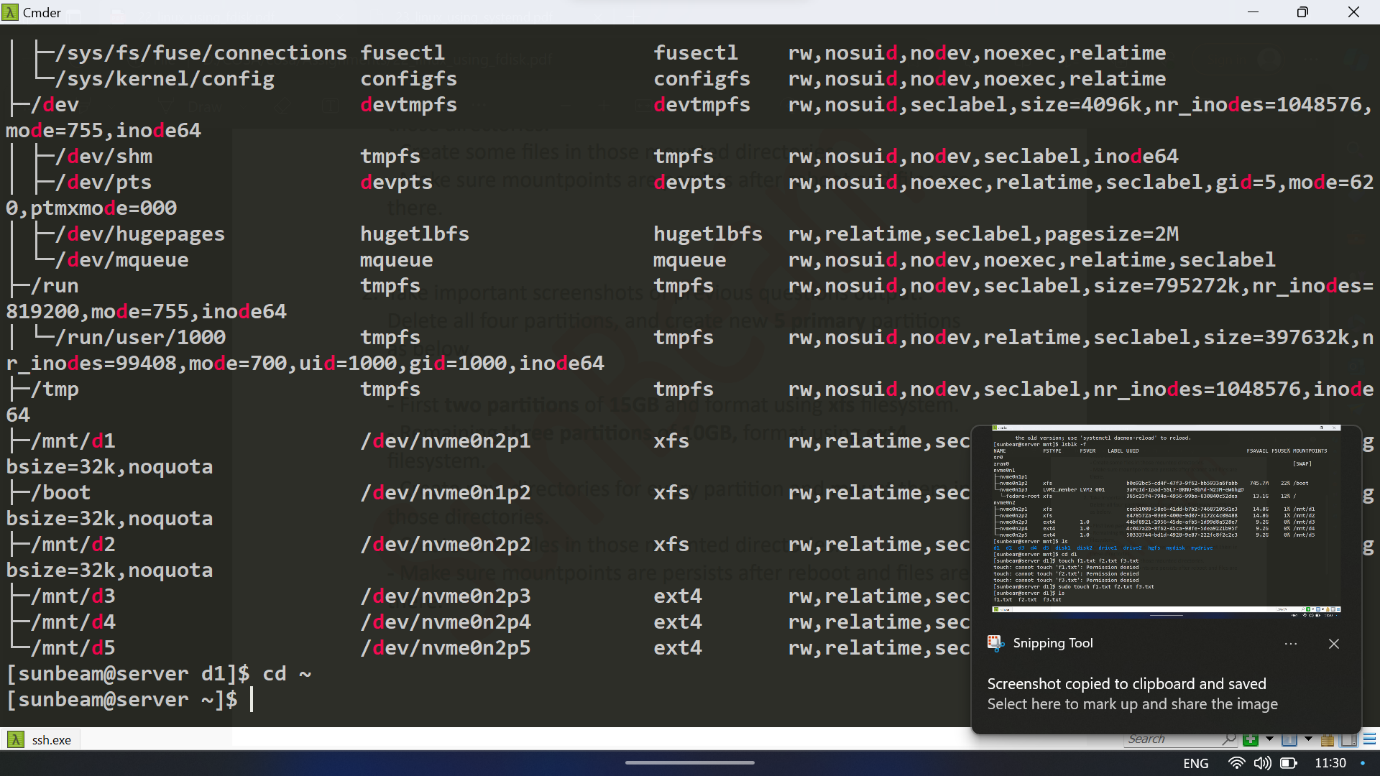 Cmder
│ ├─/sys/fs/fuse/connections fusectl fusectl rw,nosuid,nodev,noexec,relatime
│ └─/sys/kernel/config configfs configfs rw,nosuid,nodev,noexec,relatime
├─/dev devtmpfs devtmpfs rw,nosuid,seclabel,size=4096k,nr_inodes=1048576,
mode=755,inode64
│ ├─/dev/shm tmpfs tmpfs rw,nosuid,nodev,seclabel,inode64
│ ├─/dev/pts devpts devpts rw,nosuid,noexec,relatime,seclabel,gid=5,mode=62
0,ptmxmode=000
│ ├─/dev/hugepages hugetlbfs hugetlbfs rw,relatime,seclabel,pagesize=2M
│ └─/dev/mqueue mqueue mqueue rw,nosuid,nodev,noexec,relatime,seclabel
├─/run tmpfs tmpfs rw,nosuid,nodev,seclabel,size=795272k,nr_inodes=
819200,mode=755,inode64
│ └─/run/user/1000 tmpfs tmpfs rw,nosuid,nodev,relatime,seclabel,size=397632k,n
r_inodes=99408,mode=700,uid=1000,gid=1000,inode64
├─/tmp tmpfs tmpfs rw,nosuid,nodev,seclabel,nr_inodes=1048576,inode
64
├─/mnt/d1 /dev/nvme0n2p1 xfs rw,relatime,sec g
bsize=32k,noquota
├─/boot /dev/nvme0n1p2 xfs rw,relatime,sec g
bsize=32k,noquota
├─/mnt/d2 /dev/nvme0n2p2 xfs rw,relatime,sec g
bsize=32k,noquota
├─/mnt/d3 /dev/nvme0n2p3 ext4 rw,relatime,sec
├─/mnt/d4 /dev/nvme0n2p4 ext4 rw,relatime,sec
└─/mnt/d5 /dev/nvme0n2p5 ext4 rw,relatime,sec
[sunbeam@server d1]$ cd ~
[sunbeam@server ~]$
Snipping Tool
Screenshot copied to clipboard and saved
Select here to mark up and share the image
ssh.exe
Search
ENG
11:30